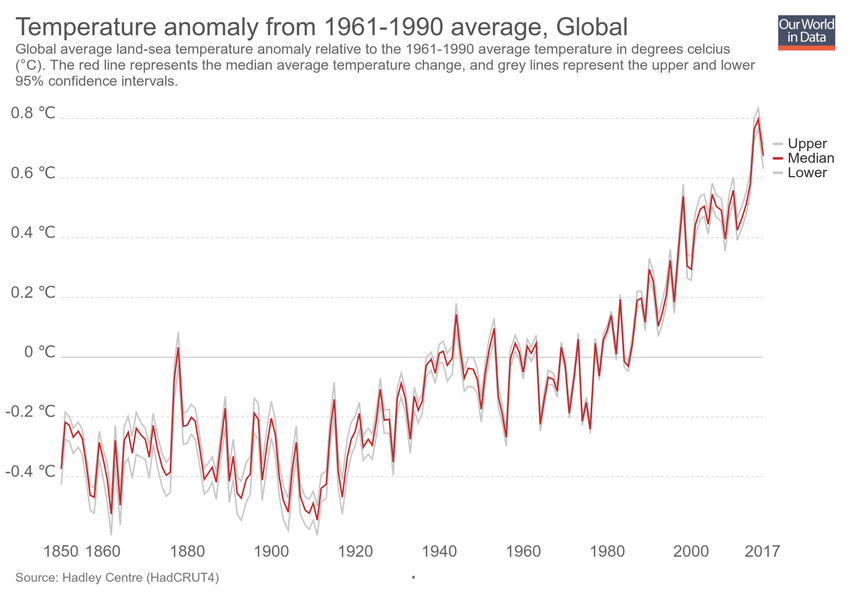 Temperature anomaly from 1961-1990 average, Global
Our World
in Data
Global average land-sea temperature anomaly relative to the 1961-1990 average temperature in degrees celcius
(°C). The red line represents the median average temperature change, and grey lines represent the upper and lower
95% confidence intervals.
0.8 °C
Upper
Median
Lower
0.6 °C
0.4 °C
0.2 °C
0 °C
-0.2 °C
-0.4 °C
1850 1860 1880 1900 1920 1940 1960 1980 2000 2017
Source: Hadley Centre (HadCRUT4)